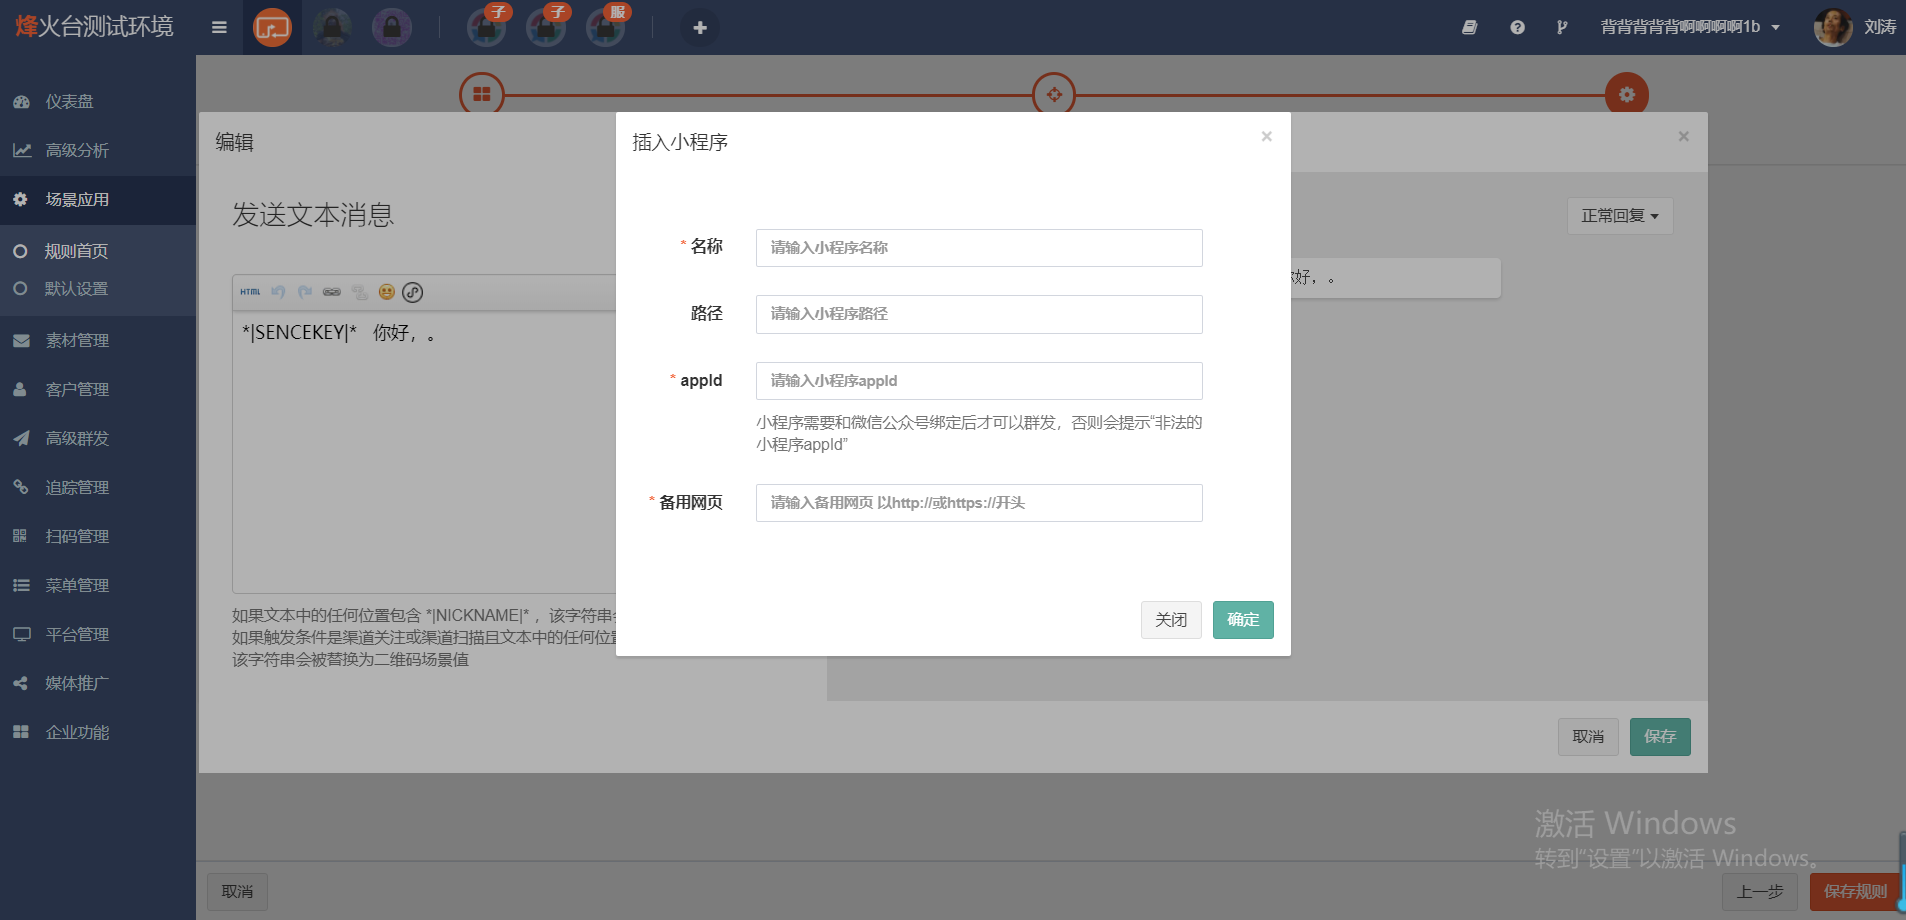 烽火台测试环境
子
子
服
背背背背背啊啊啊啊1b
刘涛
仪表盘
高级分析
场景应用
规则首页
默认设置
素材管理
客户管理
高级群发
追踪管理
扫码管理
菜单管理
平台管理
媒体推广
企业功能
编辑
×
发送文本消息
正常回复
HTML
*|SENCEKEY|* 你好，。
你好，。
如果文本中的任何位置包含 *|NICKNAME|* ，该字符串
如果触发条件是渠道关注或渠道扫描且文本中的任何位置
该字符串会被替换为二维码场景值
插入小程序
×
* 名称
请输入小程序名称
路径
请输入小程序路径
* appId
请输入小程序appId
小程序需要和微信公众号绑定后才可以群发，否则会提示“非法的
小程序appId”
* 备用网页
请输入备用网页 以http://或https://开头
关闭
确定
取消
保存
激活 Windows
转到“设置”以激活 Windows。
取消
上一步
保存规则